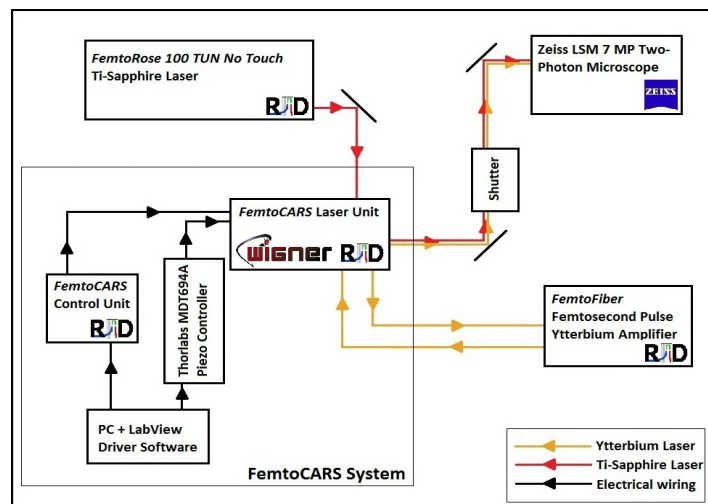 FemtoRose 100 TUN No Touch
Ti-Sapphire Laser
R&D
Zeiss LSM 7 MP Two-
Photon Microscope
ZEISS
Shutter
FemtoCARS Laser Unit
wigner R&D
FemtoCARS
Control Unit
R&D
Thorlabs MDT694A
Piezo Controller
FemtoFiber
Femtosecond Pulse
Ytterbium Amplifier
R&D
PC + LabView
Driver Software
FemtoCARS System
Ytterbium Laser
Ti-Sapphire Laser
Electrical wiring